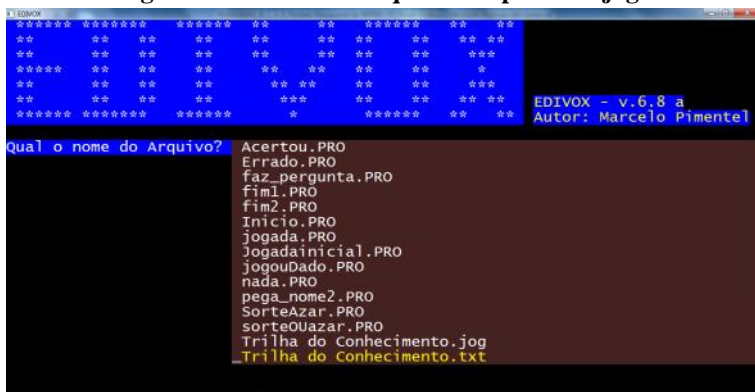 EDIVOX
EDIVOX - v.6.8 a
Autor: Marcelo Pimentel
Qual o nome do Arquivo?
Acertou.PRO
Errado.PRO
faz_pergunta.PRO
fim1.PRO
fim2.PRO
Inicio.PRO
jogada.PRO
Jogadainicial.PRO
jogouDado.PRO
nada.PRO
pega_nome2.PRO
SorteAzar.PRO
sorteOUazar.PRO
Trilha do Conhecimento.jog
_Trilha do Conhecimento.txt